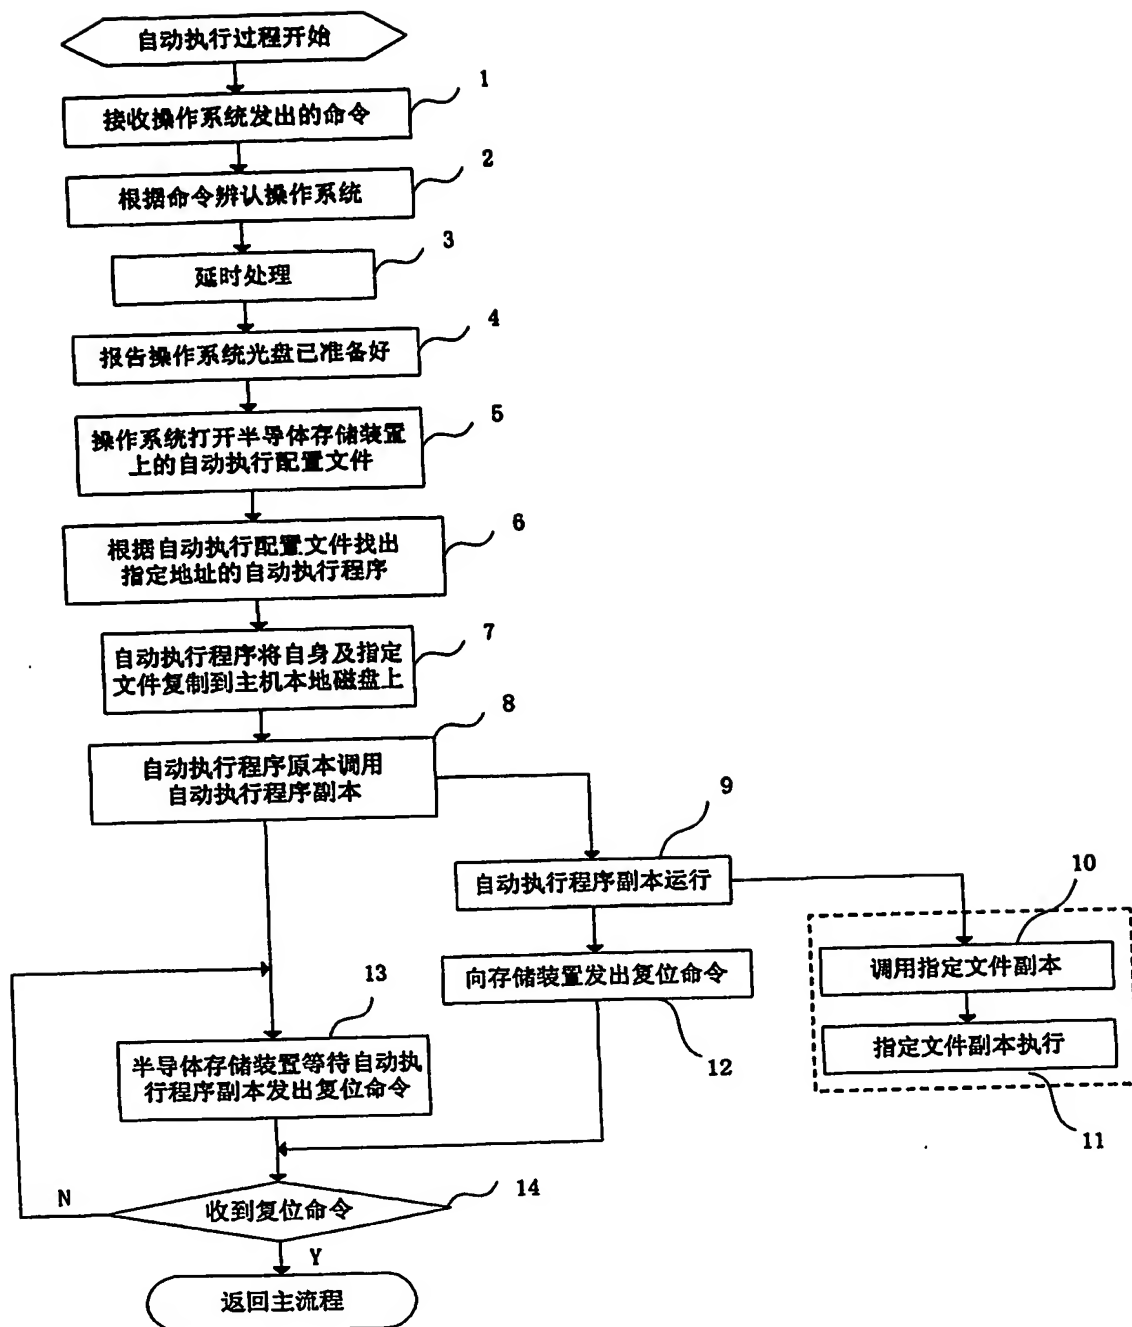 自动执行过程开始
1
接收操作系统发出的命令
2
根据命令辨认操作系统
3
延时处理
4
报告操作系统光盘已准备好
5
操作系统打开半导体存储装置
上的自动执行配置文件
6
根据自动执行配置文件找出
指定地址的自动执行程序
7
自动执行程序将自身及指定
文件复制到主机本地磁盘上
8
自动执行程序原本调用
自动执行程序副本
9
自动执行程序副本运行
10
调用指定文件副本
指定文件副本执行
11
向存储装置发出复位命令
12
13
半导体存储装置等待自动执
行程序副本发出复位命令
14
收到复位命令
N
Y
返回主流程